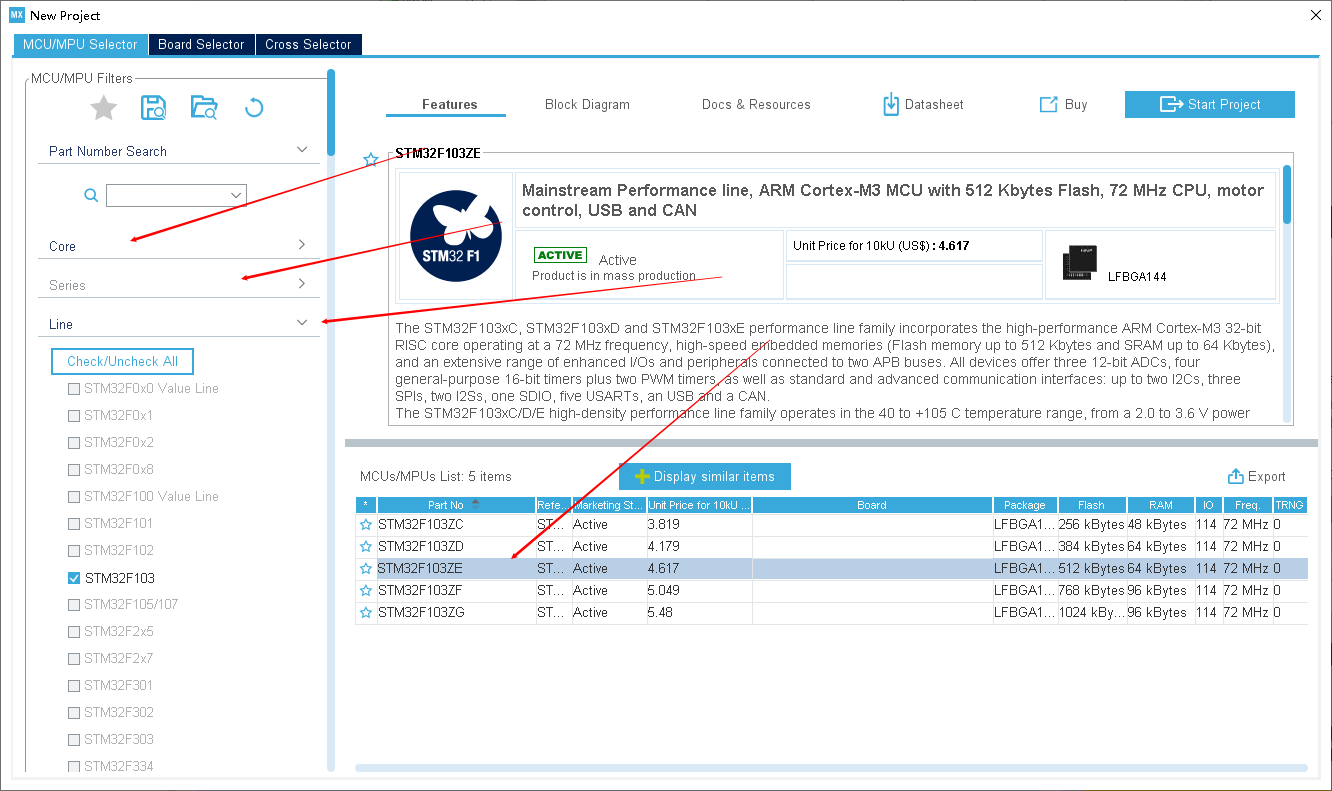 MX New Project
MCU/MPU Selector Board Selector Cross Selector
MCU/MPU Filters
Part Number Search
Core
Series
Line
Check/Uncheck All
STM32F0x0 Value Line
STM32F0x1
STM32F0x2
STM32F0x8
STM32F100 Value Line
STM32F101
STM32F102
STM32F103
STM32F105/107
STM32F2x5
STM32F2x7
STM32F301
STM32F302
STM32F303
STM32F334
Features Block Diagram Docs & Resources Datasheet Buy Start Project
STM32F103ZE
STM32 F1
Mainstream Performance line, ARM Cortex-M3 MCU with 512 Kbytes Flash, 72 MHz CPU, motor
control, USB and CAN
ACTIVE Active
Product is in mass production
Unit Price for 10kU (US$) : 4.617
LFBGA144
The STM32F103xC, STM32F103xD and STM32F103xE performance line family incorporates the high-performance ARM Cortex-M3 32-bit
RISC core operating at a 72 MHz frequency, high-speed embedded memories (Flash memory up to 512 Kbytes and SRAM up to 64 Kbytes),
and an extensive range of enhanced I/Os and peripherals connected to two APB buses. All devices offer three 12-bit ADCs, four
general-purpose 16-bit timers plus two PWM timers, as well as standard and advanced communication interfaces: up to two I2Cs, three
SPIs, two I2Ss, one SDIO, five USARTs, an USB and a CAN.
The STM32F103xC/D/E high-density performance line family operates in the 40 to +105 C temperature range, from a 2.0 to 3.6 V power
MCUs/MPUs List: 5 items Display similar items Export
* Part No Refe... Marketing St... Unit Price for 10kU ... Board Package Flash RAM IO Freq. TRNG
STM32F103ZC ST... Active 3.819 LFBGA1... 256 kBytes 48 kBytes 114 72 MHz 0
STM32F103ZD ST... Active 4.179 LFBGA1... 384 kBytes 64 kBytes 114 72 MHz 0
STM32F103ZE ST... Active 4.617 LFBGA1... 512 kBytes 64 kBytes 114 72 MHz 0
STM32F103ZF ST... Active 5.049 LFBGA1... 768 kBytes 96 kBytes 114 72 MHz 0
STM32F103ZG ST... Active 5.48 LFBGA1... 1024 kBy... 96 kBytes 114 72 MHz 0